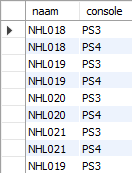 naam console
NHL018 PS3
NHL018 PS4
NHL019 PS3
NHL019 PS4
NHL020 PS3
NHL020 PS4
NHL021 PS3
NHL021 PS4
NHL019 PS3